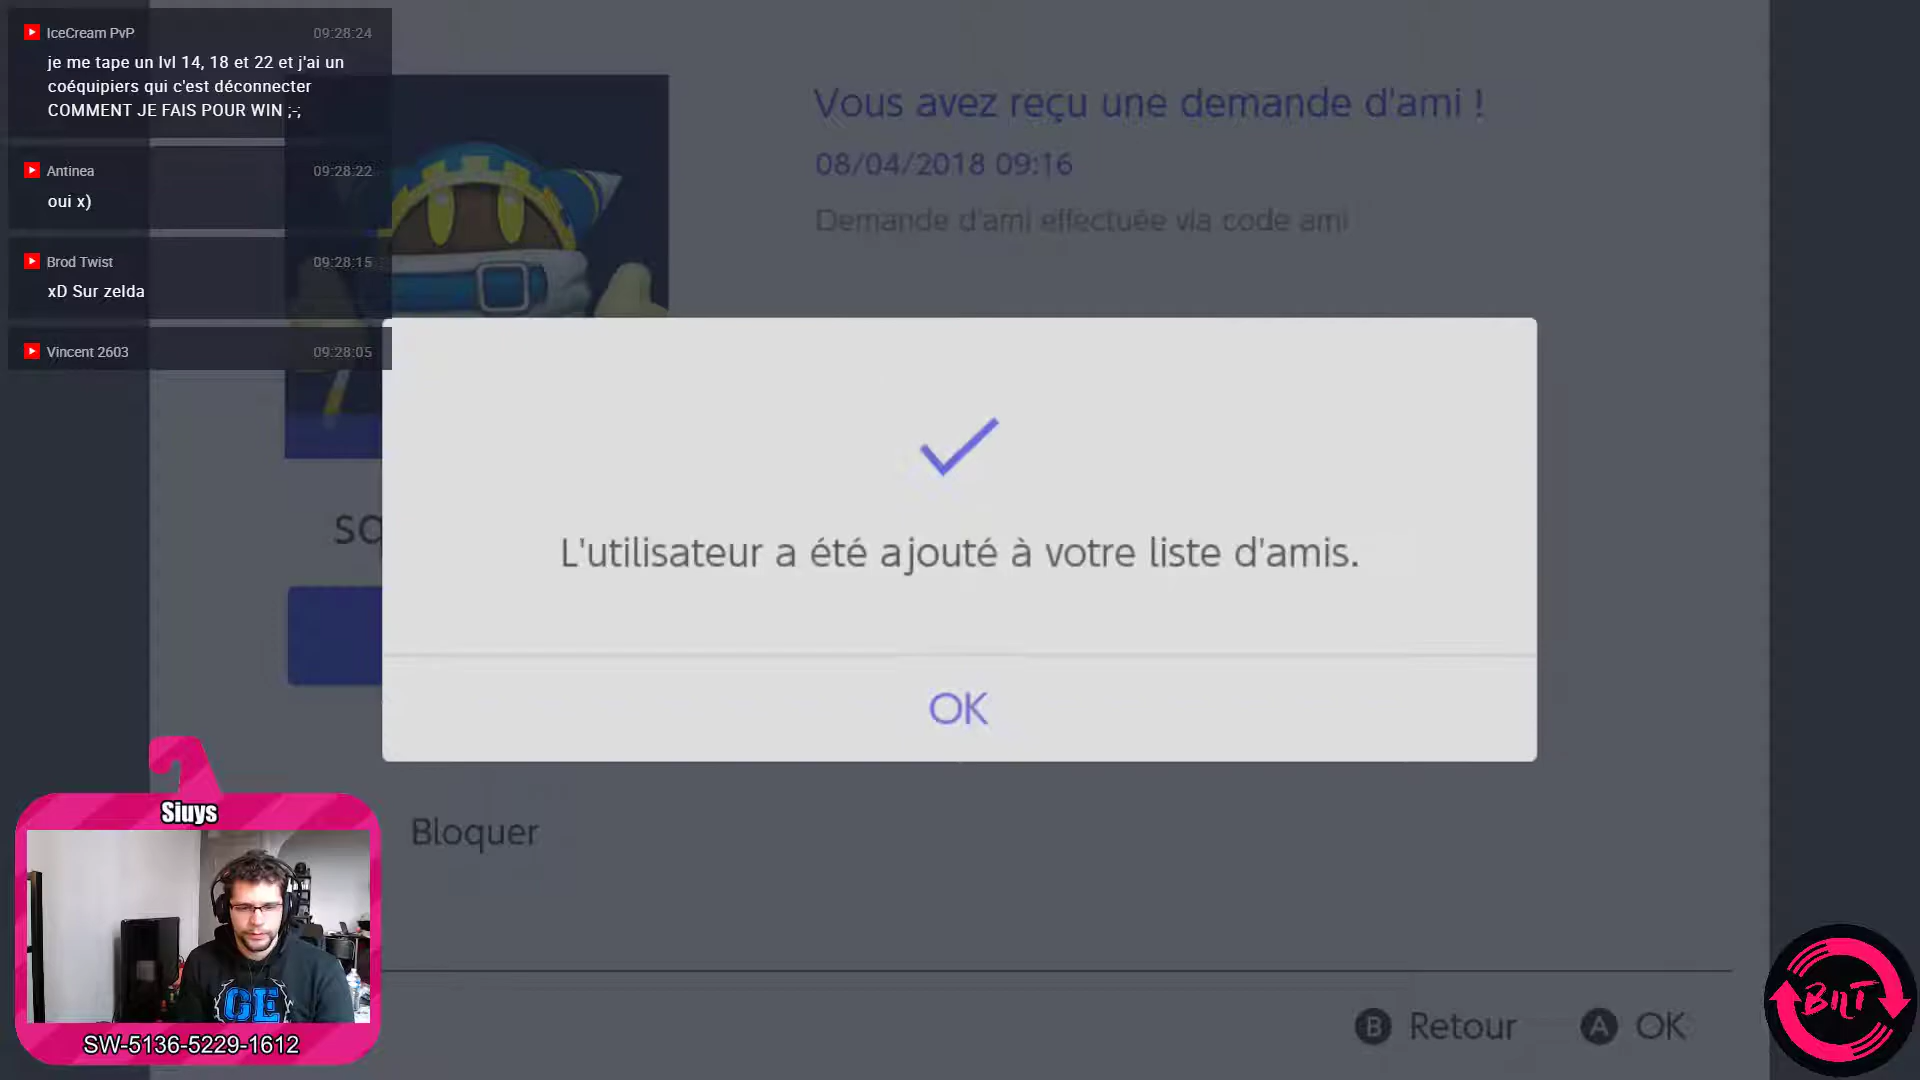 IceCream PvP 09:28:24
je me tape un lvl 14, 18 et 22 et j'ai un
coéquipiers qui c'est déconnecter
COMMENT JE FAIS POUR WIN ;-;
Antinea 09:28:22
oui x)
Brod Twist 09:28:15
xD Sur zelda
Vincent 2603 09:28:05
Vous avez reçu une demande d'ami !
08/04/2018 09:16
Demande d'ami effectuée via code ami
L'utilisateur a été ajouté à votre liste d'amis.
OK
Bloquer
Siuys
GE
SW-5136-5229-1612
B Retour A OK
BNT